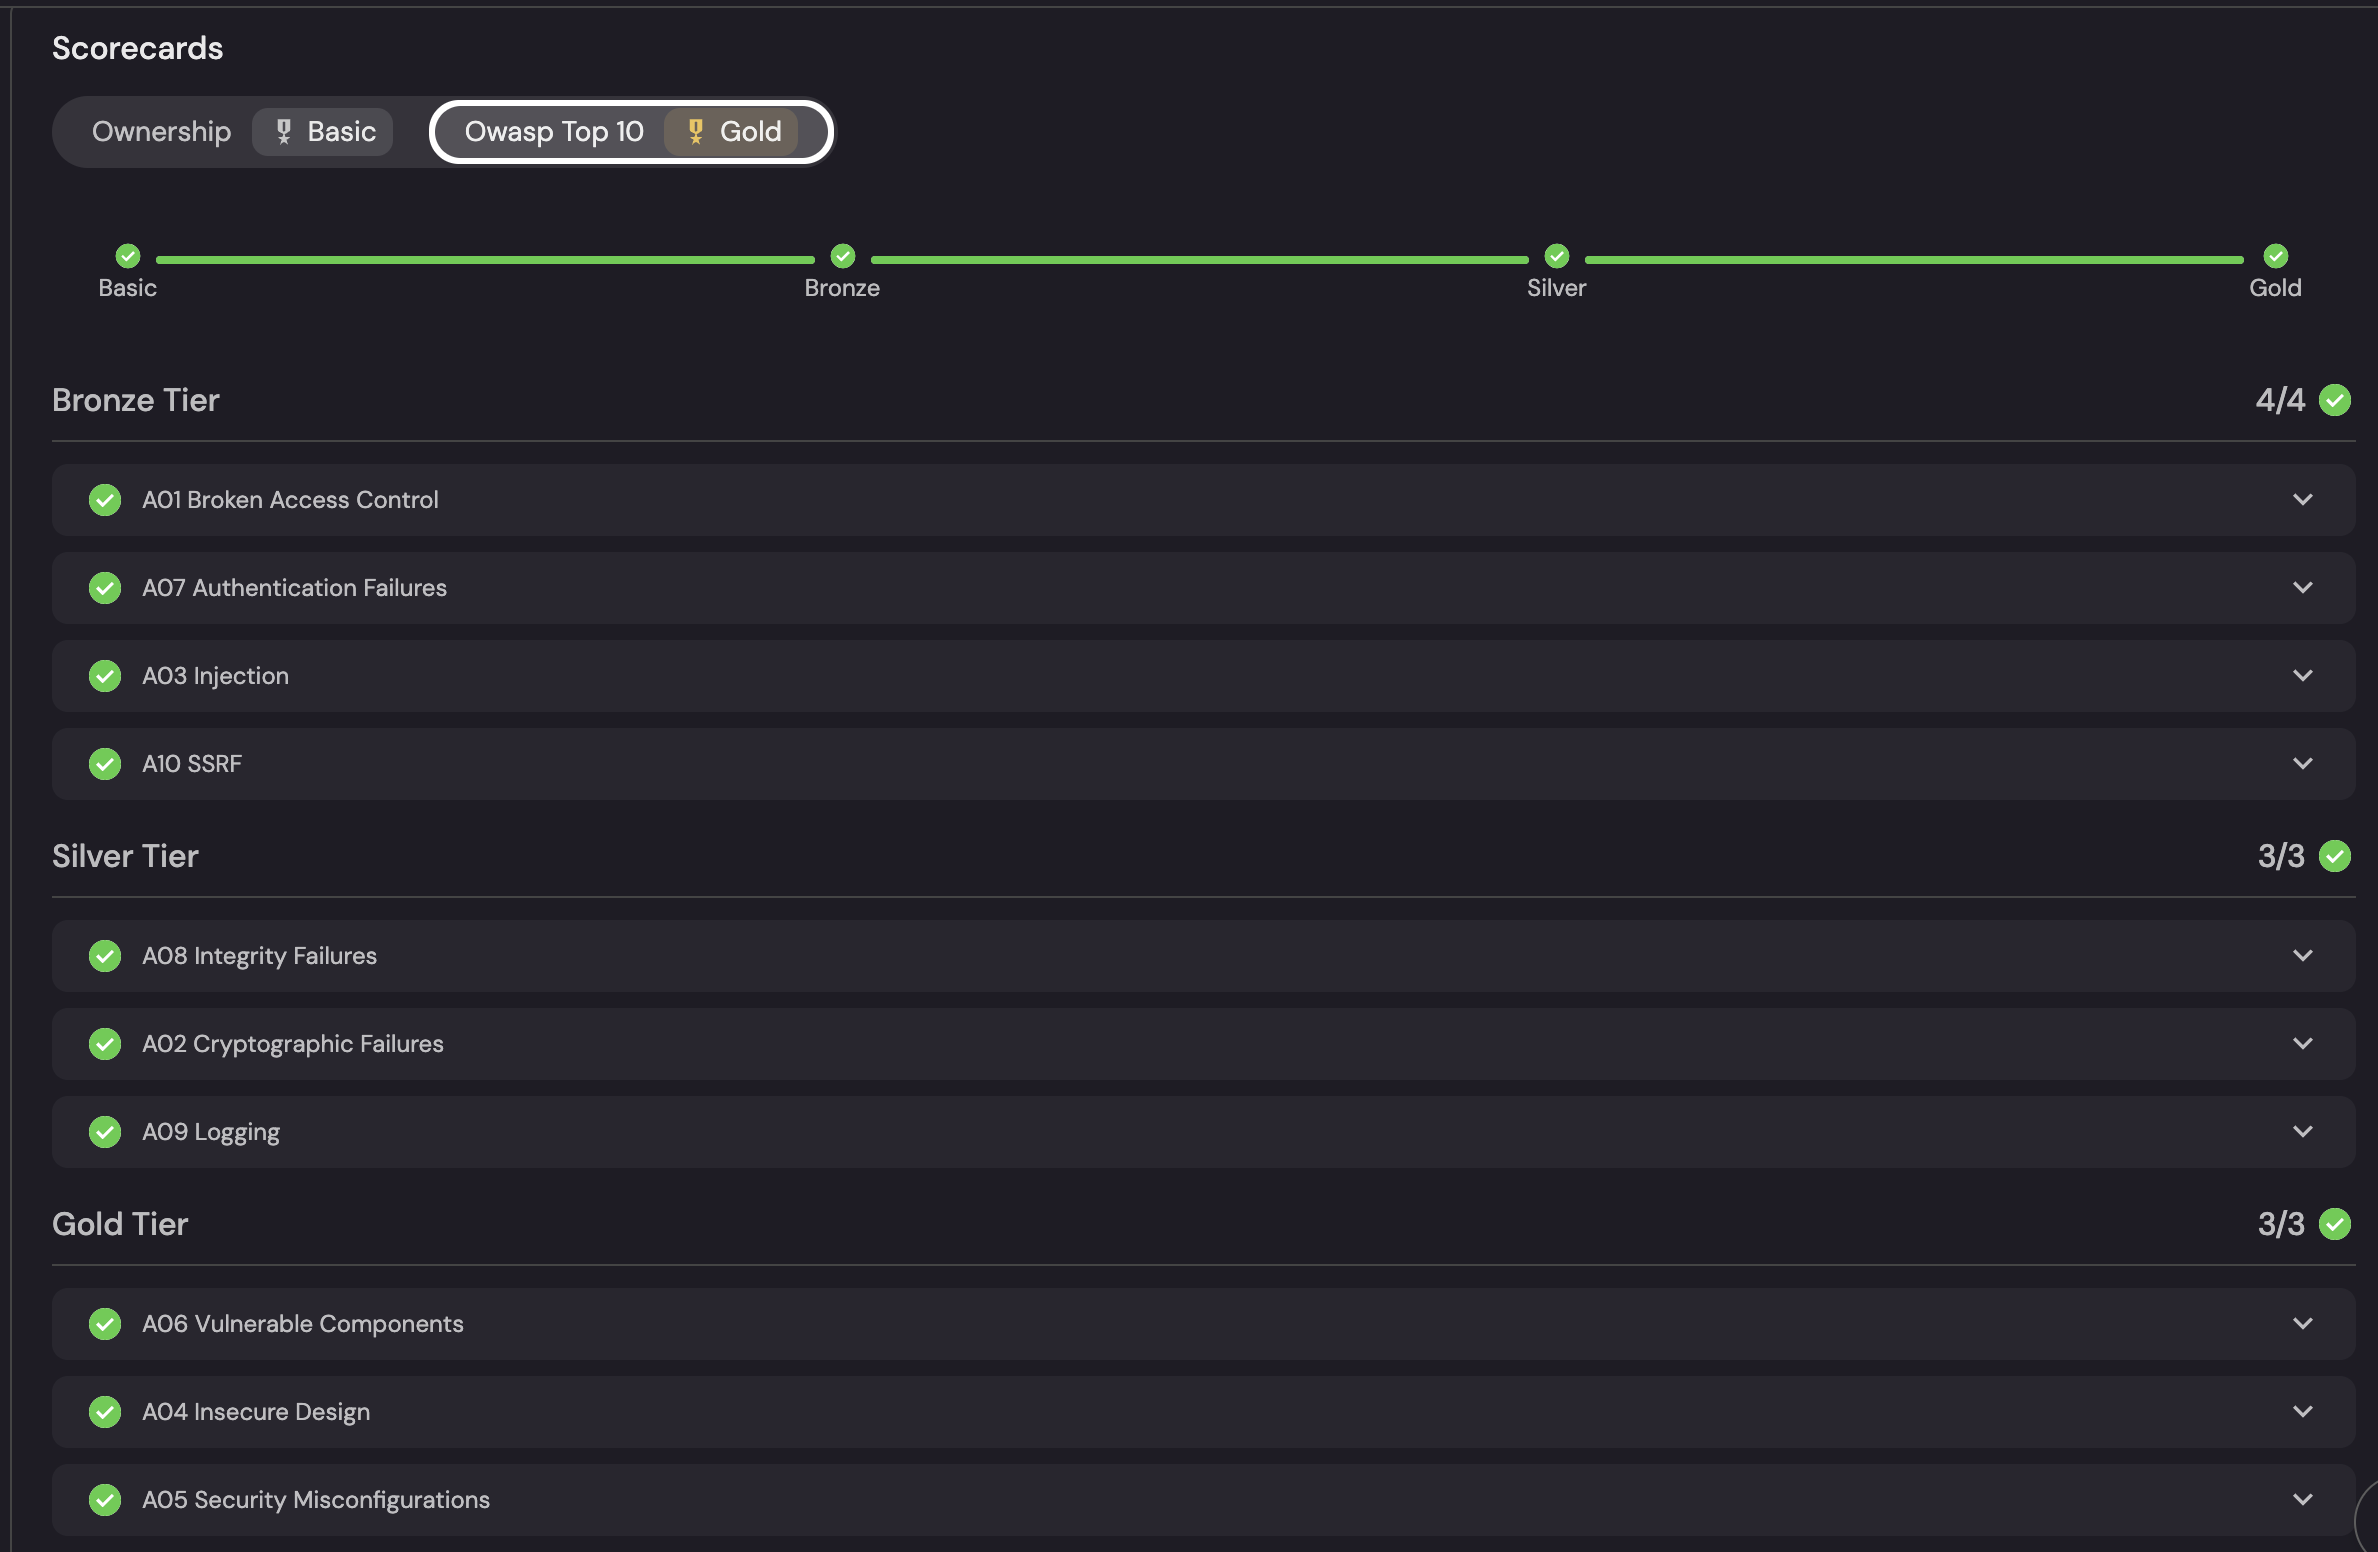 Scorecards
Ownership Basic Owasp Top 10 Gold
Basic Bronze Silver Gold
Bronze Tier 4/4
A01 Broken Access Control
A07 Authentication Failures
A03 Injection
A10 SSRF
Silver Tier 3/3
A08 Integrity Failures
A02 Cryptographic Failures
A09 Logging
Gold Tier 3/3
A06 Vulnerable Components
A04 Insecure Design
A05 Security Misconfigurations